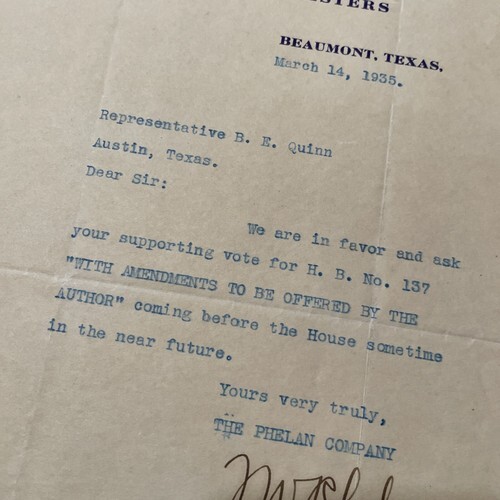 BEAUMONT, TEXAS.
March 14, 1935.
Representative B. E. Quinn
Austin, Texas.
Dear Sir:
We are in favor and ask
your supporting vote for H. B. No. 137
"WITH AMENDMENTS TO BE OFFERED BY THE
AUTHOR" coming before the House sometime
in the near future.
Yours very truly,
THE PHELAN COMPANY